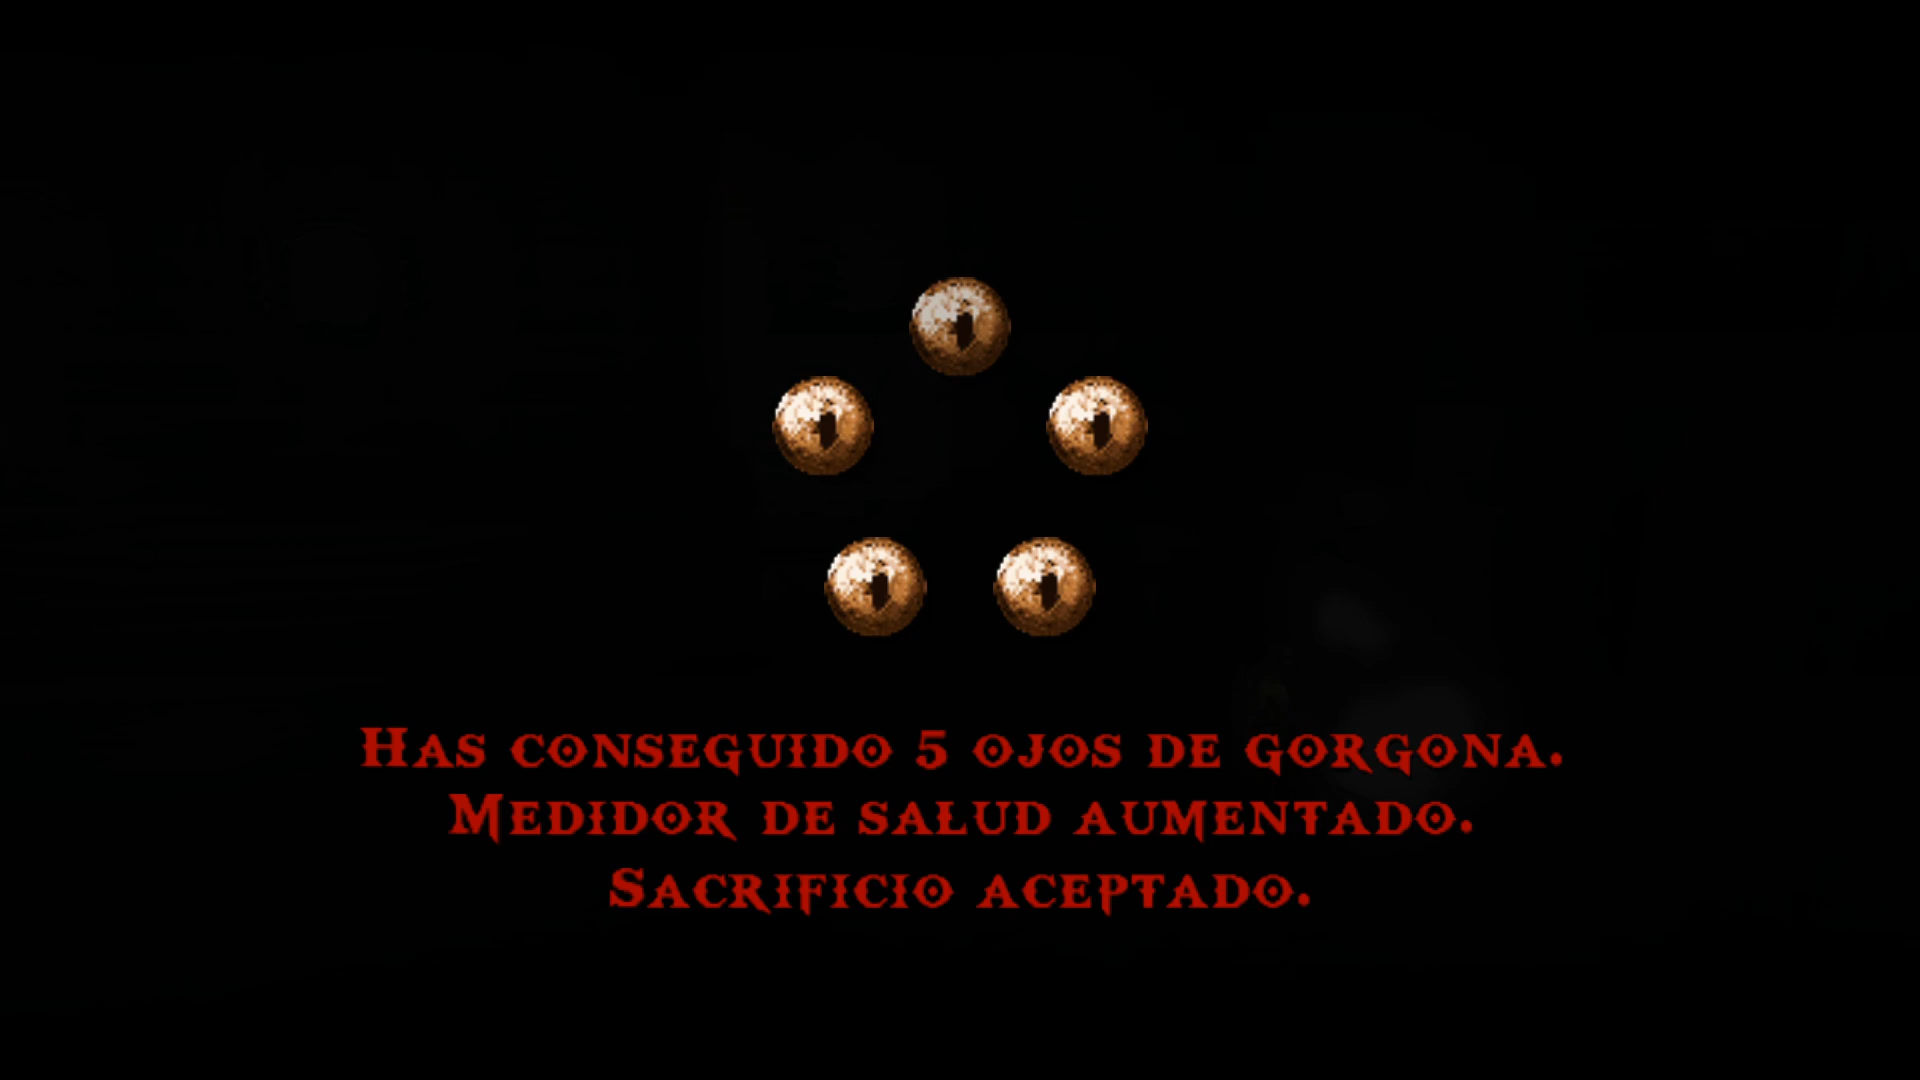 Has conseguido 5 ojos de gorgona.
Medidor de salud aumentado.
Sacrificio aceptado.